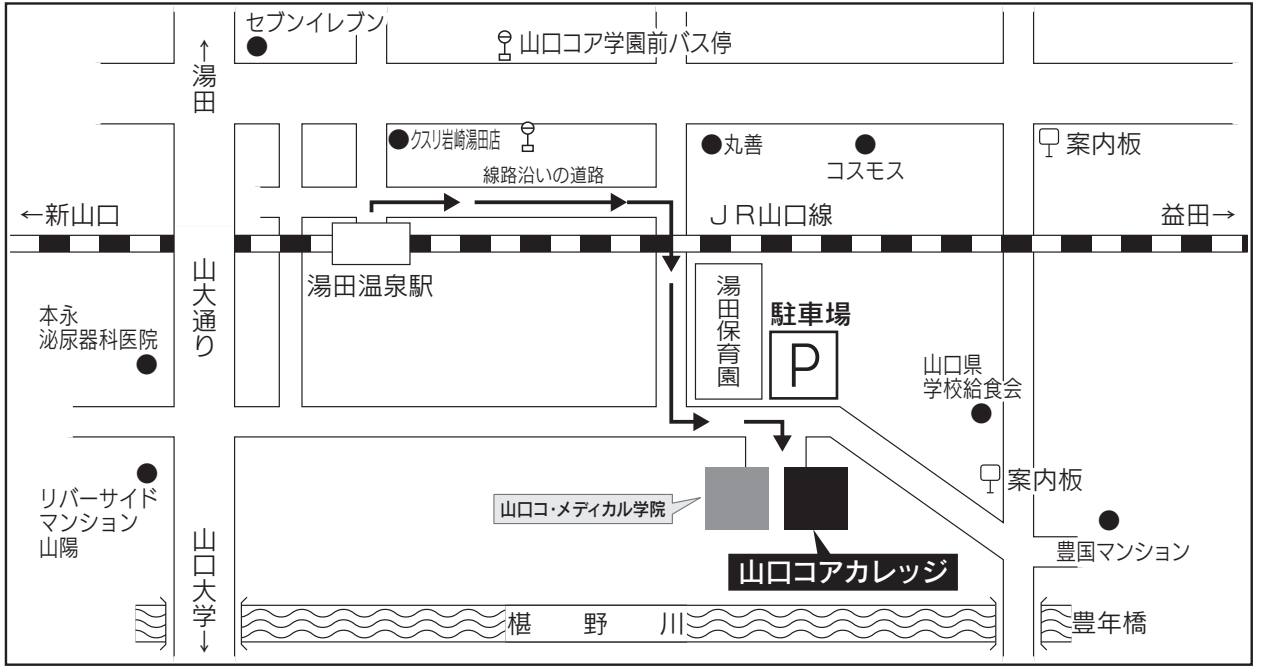 セブンイレブン
山口コア学園前バス停
↑湯田
クスリ岩崎湯田店
丸善
コスモス
案内板
線路沿いの道路
←新山口
JR山口線
益田→
湯田温泉駅
山大通り
本永
泌尿器科医院
湯田保育園
駐車場
P
山口県
学校給食会
リバーサイド
マンション
山陽
山口コ・メディカル学院
案内板
豊国マンション
山口コアカレッジ
山口大学↓
椹野川
豊年橋